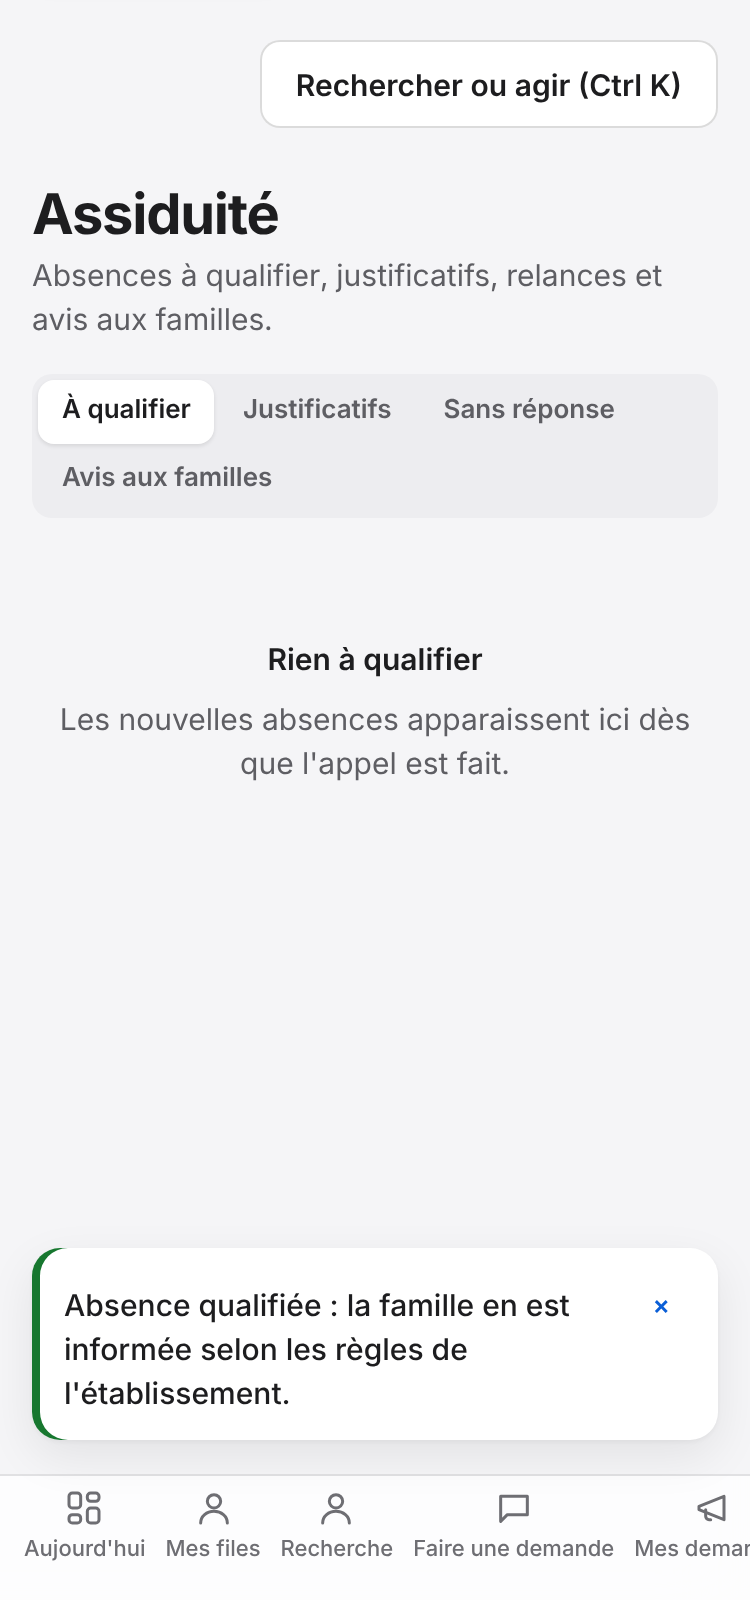 Rechercher ou agir (Ctrl K)
Assiduité
Absences à qualifier, justificatifs, relances et
avis aux familles.
À qualifier
Justificatifs
Sans réponse
Avis aux familles
Rien à qualifier
Les nouvelles absences apparaissent ici dès
que l'appel est fait.
Absence qualifiée : la famille en est
informée selon les règles de
l'établissement.
×
Aujourd'hui
Mes files
Recherche
Faire une demande
Mes demar